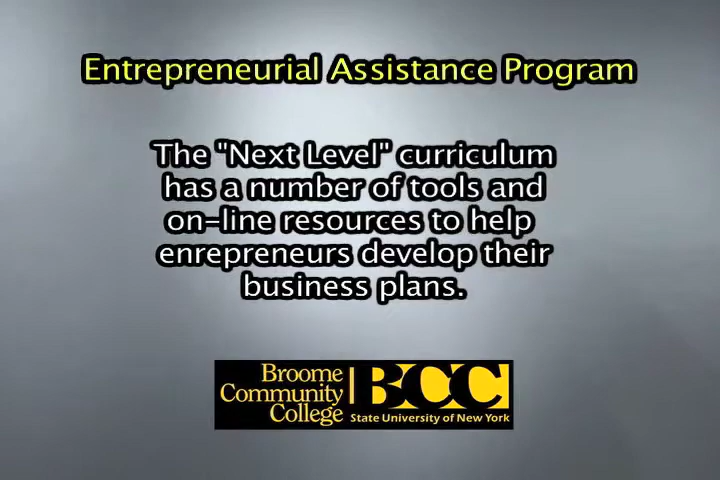 Entrepreneurial Assistance Program
The "Next Level" curriculum
has a number of tools and
on-line resources to help
enrepreneurs develop their
business plans.
Broome
Community
College
BCC
State University of New York